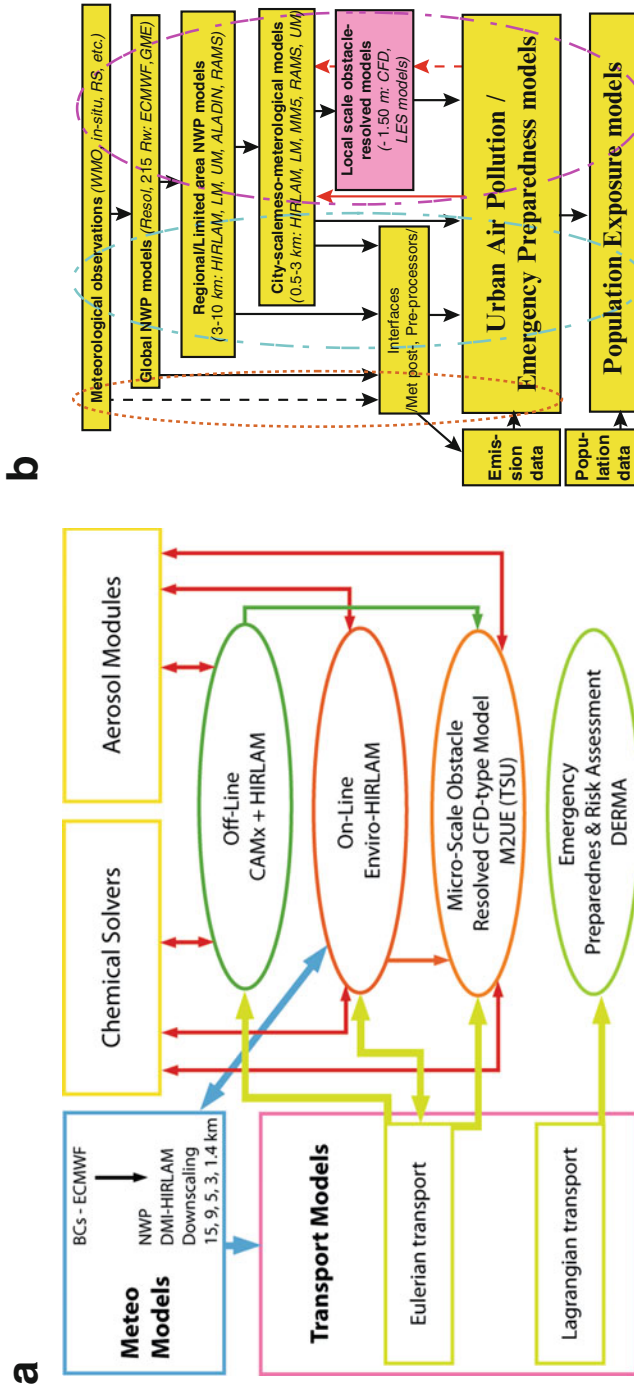 a
Meteo
Models
BCs - ECMWF
NWP
DMI-HIRLAM
Downscaling
15, 9, 5, 3, 1.4 km
Chemical Solvers
Aerosol Modules
Transport Models
Eulerian transport
Lagrangian transport
Off-Line
CAMx + HIRLAM
On-Line
Enviro-HIRLAM
Micro-Scale Obstacle
Resolved CFD-type Model
M2UE (TSU)
Emergency
Preparednes & Risk Assessment
DERMA
b
Meteorological observations (WMO, in-situ, RS, etc.)
Global NWP models (Resol, 215 Rw: ECMWF,GME)
Regional/Limited area NWP models
(3-10 km: HIRLAM, LM, UM, ALADIN, RAMS)
City-scalemeso-meterological models
(0.5-3 km: HIRLAM, LM, MM5, RAMS, UM)
Local scale obstacle-
resolved models
(- 1.50 m: CFD,
LES models)
Interfaces
/Met post-, Pre-processors/
Emis-
sion
data
Urban Air Pollution /
Emergency Preparedness models
Popu-
lation
data
Population Exposure models